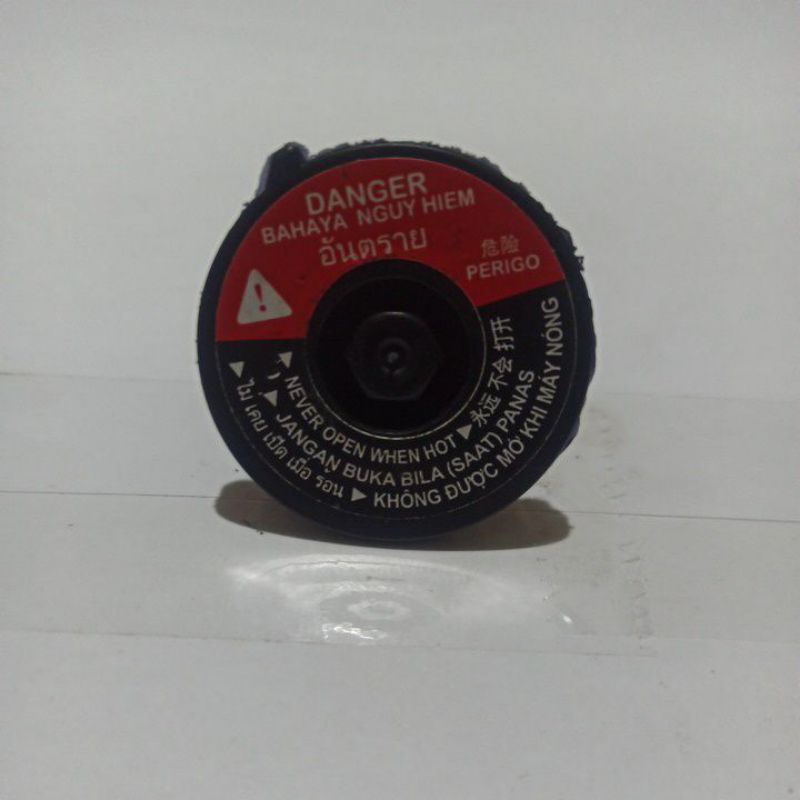 DANGER
BAHAYA NGUY HIEM
อันตราย
危险
PERIGO
▶ NEVER OPEN WHEN HOT ▶ 永远 不会 打开
▶ JANGAN BUKA BILA (SAAT) PANAS
▶ ไม่ เคย เปิด เมื่อ รอน ▶ KHÔNG ĐƯỢC MỞ KHI MÁY NÓNG